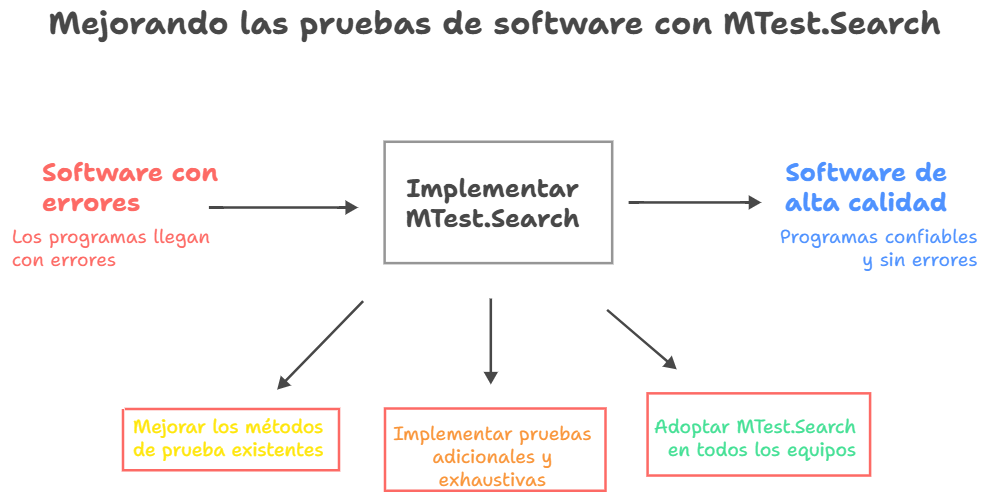 Mejorando las pruebas de software con MTest.Search
Software con
errores
Los programas llegan
con errores
Implementar
MTest.Search
Software de
alta calidad
Programas confiables
y sin errores
Mejorar los métodos
de prueba existentes
Implementar pruebas
adicionales y
exhaustivas
Adoptar MTest.Search
en todos los equipos